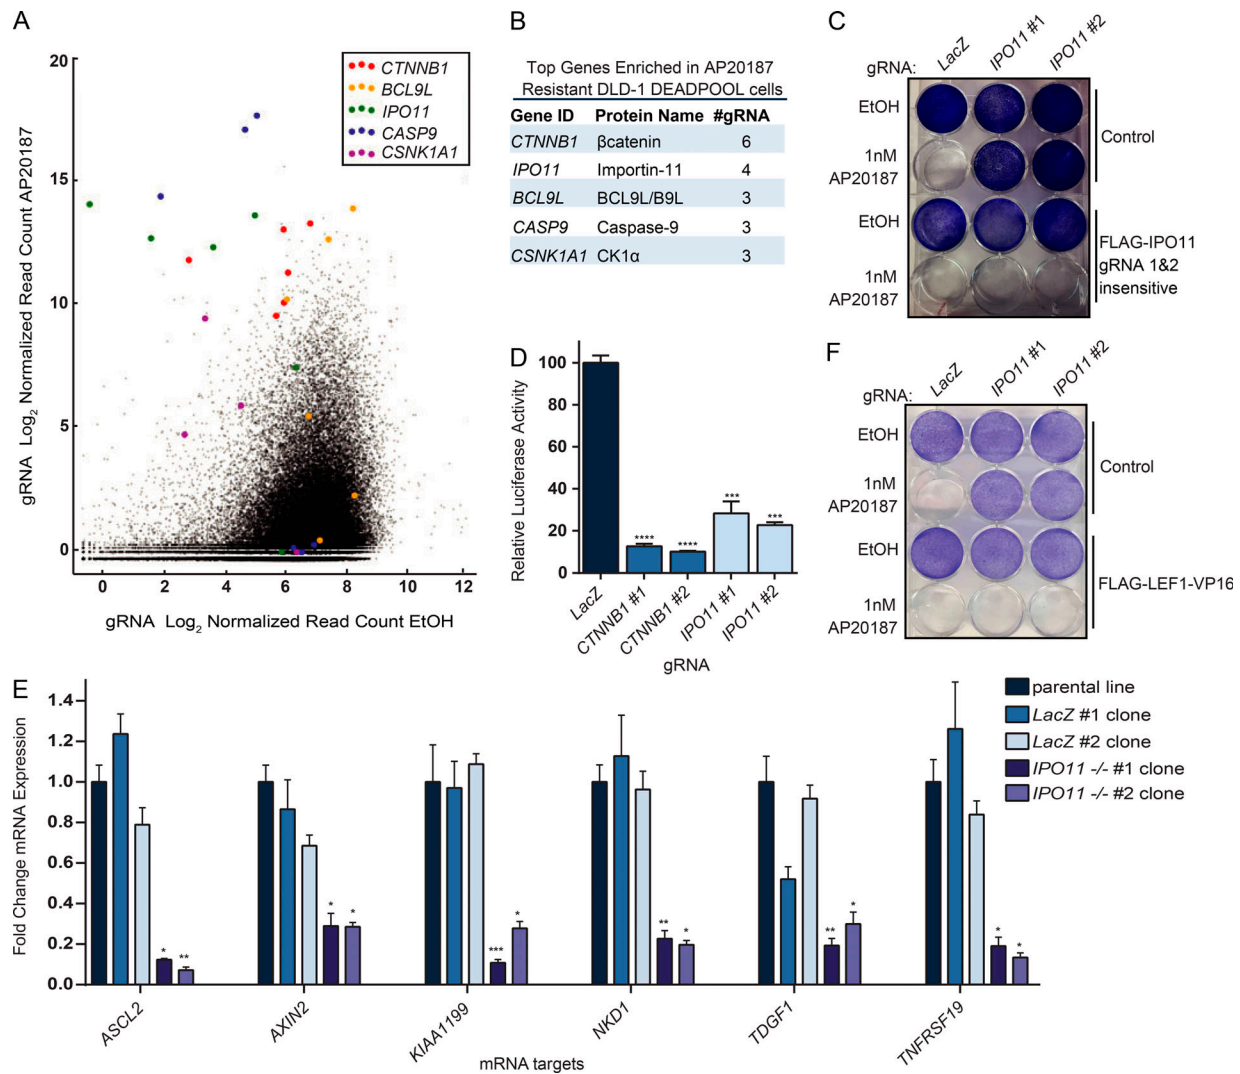 A
20
15
10
5
0
0
2
4
6
8
10
12
gRNA Log2 Normalized Read Count AP20187
gRNA Log2 Normalized Read Count EtOH
CTNNB1
BCL9L
IPO11
CASP9
CSNK1A1
B
Top Genes Enriched in AP20187
Resistant DLD-1 DEADPOOL cells
Gene ID Protein Name #gRNA
CTNNB1 βcatenin 6
IPO11 Importin-11 4
BCL9L BCL9L/B9L 3
CASP9 Caspase-9 3
CSNK1A1 CK1α 3
C
gRNA: LacZ IPO11 #1 IPO11 #2
EtOH
1nM
AP20187
EtOH
1nM
AP20187
Control
FLAG-IPO11
gRNA 1&2
insensitive
D
Relative Luciferase Activity
100
80
60
40
20
0
**** **** *** ***
LacZ CTNNB1 #1 CTNNB1 #2 IPO11 #1 IPO11 #2
gRNA
F
gRNA: LacZ IPO11 #1 IPO11 #2
EtOH
1nM
AP20187
EtOH
1nM
AP20187
Control
FLAG-LEF1-VP16
E
Fold Change mRNA Expression
1.4
1.2
1.0
0.8
0.6
0.4
0.2
0.0
* ** * * *** * ** * ** * * *
ASCL2 AXIN2 KIAA1199 NKD1 TDGF1 TNFRSF19
mRNA targets
parental line
LacZ #1 clone
LacZ #2 clone
IPO11 -/- #1 clone
IPO11 -/- #2 clone